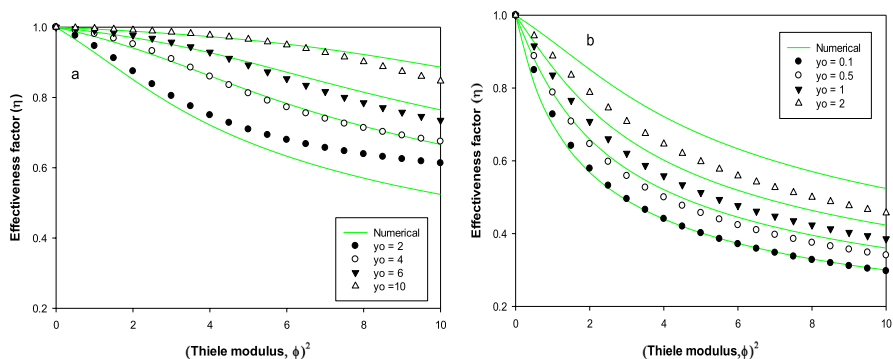 1.0
0.8
0.6
0.4
0.2
Effectiveness factor (η)
a
Numerical
yo = 2
yo = 4
yo = 6
yo =10
0 2 4 6 8 10
(Thiele modulus, ϕ)²
1.0
0.8
0.6
0.4
0.2
Effectiveness factor (η)
b
Numerical
yo = 0.1
yo = 0.5
yo = 1
yo = 2
0 2 4 6 8 10
(Thiele modulus, ϕ)²